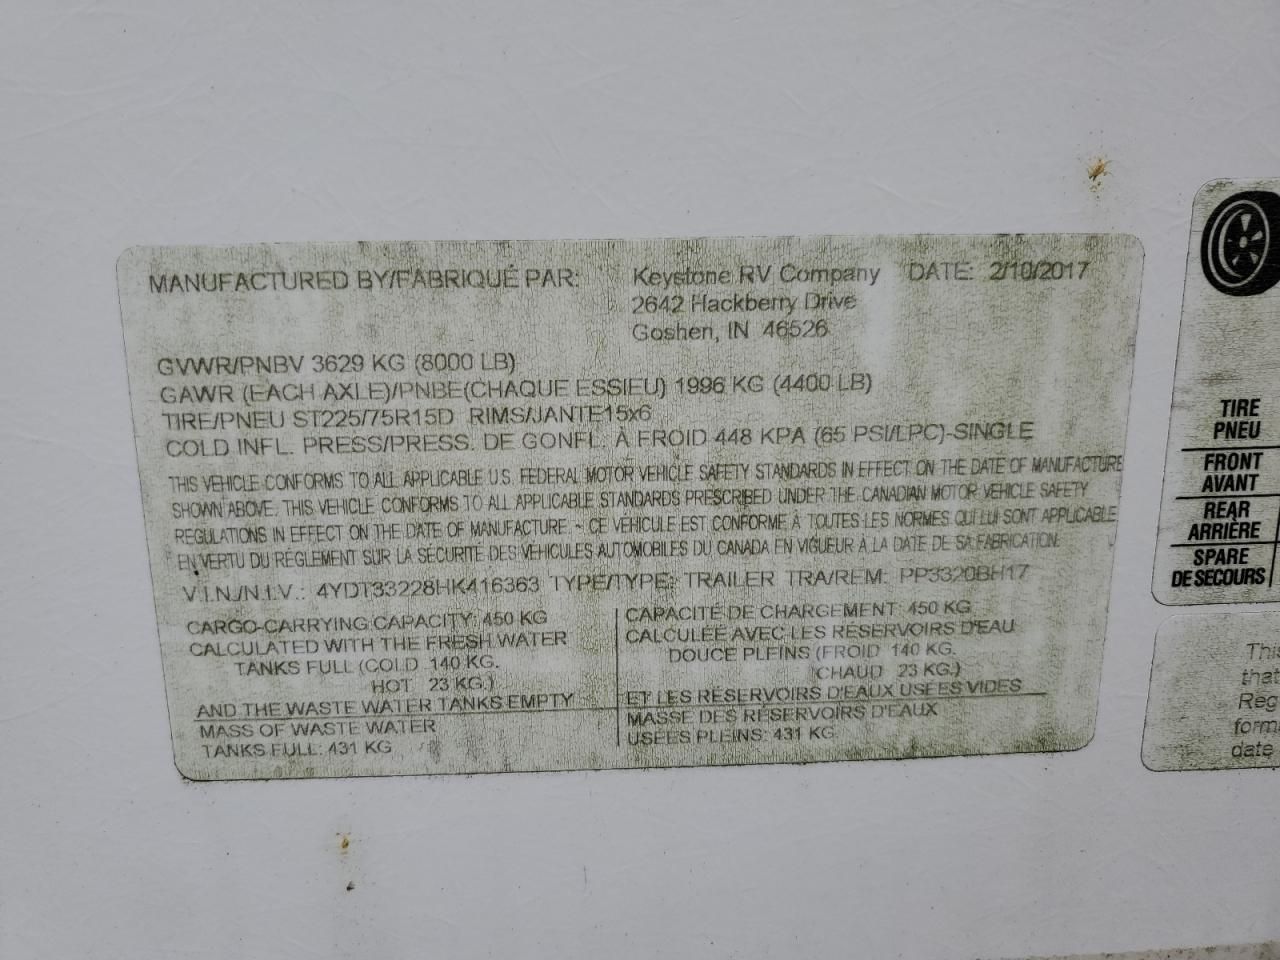 MANUFACTURED BY/FABRIQUÉ PAR: Keystone RV Company DATE: 2/10/2017
2642 Hackberry Drive
Goshen, IN 46526
GVWR/PNBV 3629 KG (8000 LB)
GAWR (EACH AXLE)/PNBE(CHAQUE ESSIEU) 1996 KG (4400 LB)
TIRE/PNEU ST225/75R15D RIMS/JANTE15x6
COLD INFL. PRESS/PRESS. DE GONFL. À FROID 448 KPA (65 PSI/LPC)-SINGLE
THIS VEHICLE CONFORMS TO ALL APPLICABLE U.S. FEDERAL MOTOR VEHICLE SAFETY STANDARDS IN EFFECT ON THE DATE OF MANUFACTURE
SHOWN ABOVE. THIS VEHICLE CONFORMS TO ALL APPLICABLE STANDARDS PRESCRIBED UNDER THE CANADIAN MOTOR VEHICLE SAFETY
REGULATIONS IN EFFECT ON THE DATE OF MANUFACTURE ~ CE VÉHICULE EST CONFORME À TOUTES LES NORMES QUI LUI SONT APPLICABLE
EN VERTU DU RÉGLEMENT SUR LA SÉCURITÉ DES VÉHICULES AUTOMOBILES DU CANADA EN VIGUEUR À LA DATE DE SA FABRICATION.
V.I.N./N.I.V.: 4YDT33228HK416363 TYPE/TYPE: TRAILER TRA/REM: PP3320BH17
CARGO-CARRYING CAPACITY: 450 KG
CALCULATED WITH THE FRESH WATER
TANKS FULL (COLD 140 KG.
HOT 23 KG.)
AND THE WASTE WATER TANKS EMPTY
MASS OF WASTE WATER
TANKS FULL: 431 KG
CAPACITÉ DE CHARGEMENT: 450 KG
CALCULÉE AVEC LES RÉSERVOIRS D'EAU
DOUCE PLEINS (FROID 140 KG.
CHAUD 23 KG.)
ET LES RÉSERVOIRS D'EAUX USÉES VIDES
MASSE DES RÉSERVOIRS D'EAUX
USÉES PLEINS: 431 KG
TIRE
PNEU
FRONT
AVANT
REAR
ARRIÈRE
SPARE
DE SECOURS
This
that
Reg
form
date